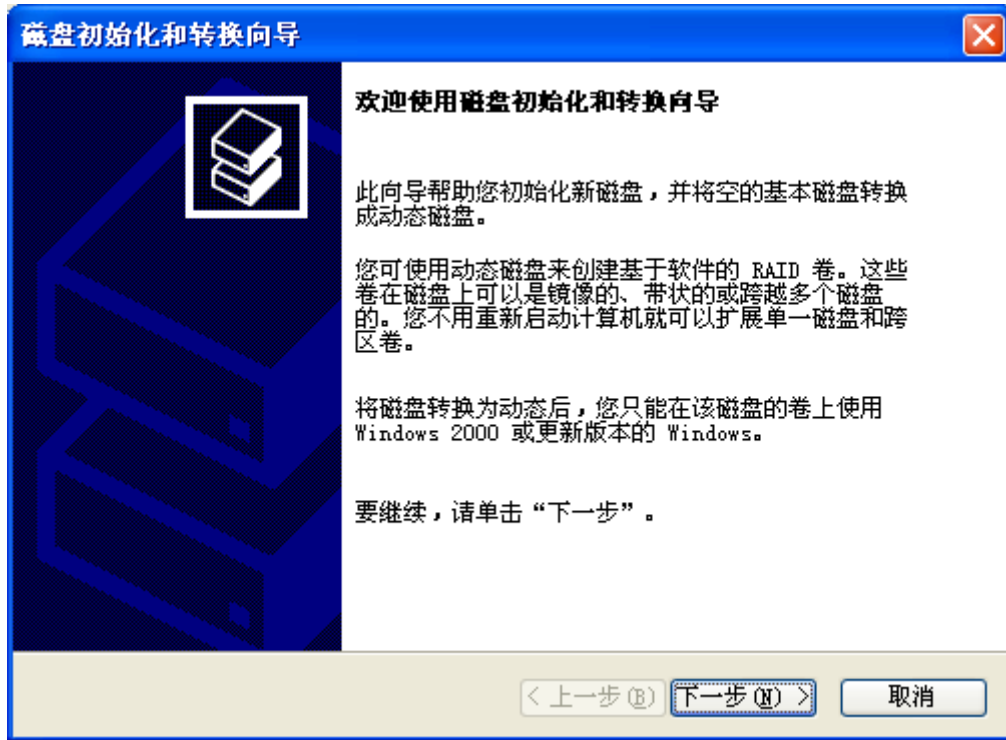 磁盘初始化和转换向导
欢迎使用磁盘初始化和转换向导
此向导帮助您初始化新磁盘，并将空的基本磁盘转换
成动态磁盘。
您可使用动态磁盘来创建基于软件的 RAID 卷。这些
卷在磁盘上可以是镜像的、带状的或跨越多个磁盘
的。您不用重新启动计算机就可以扩展单一磁盘和跨
区卷。
将磁盘转换为动态后，您只能在该磁盘的卷上使用
Windows 2000 或更新版本的 Windows。
要继续，请单击“下一步”。
< 上一步(B) 下一步(N) > 取消